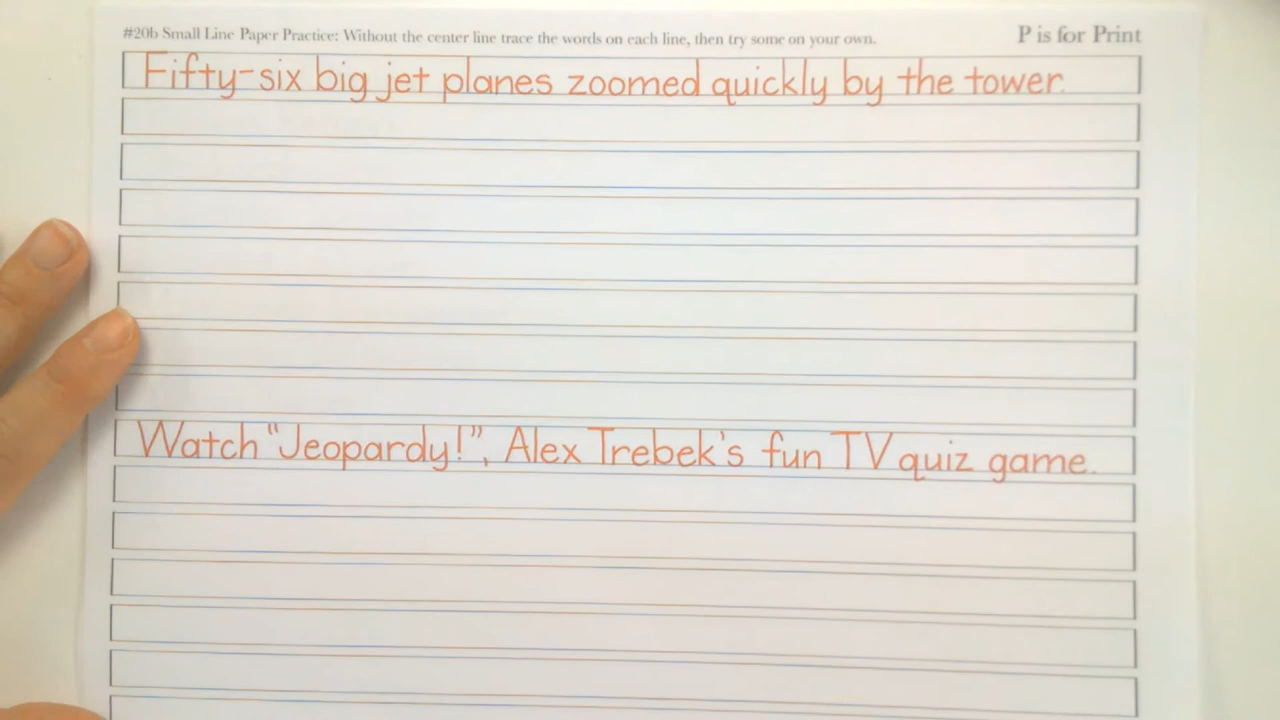 #20b Small Line Paper Practice: Without the center line trace the words on each line, then try some on your own.
P is for Print
Fifty-six big jet planes zoomed quickly by the tower.
Watch "Jeopardy!", Alex Trebek's fun TV quiz game.